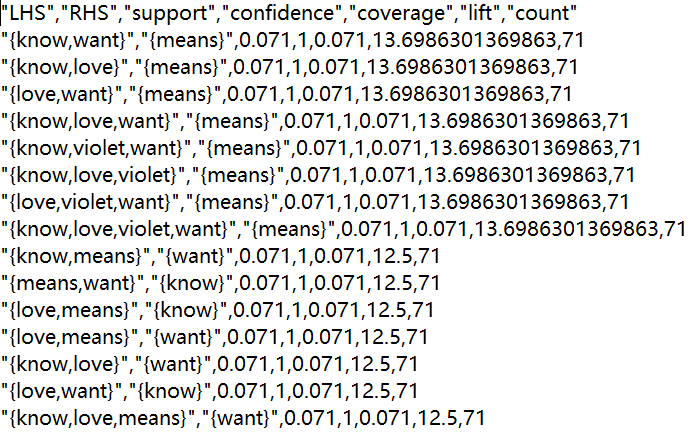 "LHS","RHS","support","confidence","coverage","lift","count"
"{know,want}","{means}",0.071,1,0.071,13.6986301369863,71
"{know,love}","{means}",0.071,1,0.071,13.6986301369863,71
"{love,want}","{means}",0.071,1,0.071,13.6986301369863,71
"{know,love,want}","{means}",0.071,1,0.071,13.6986301369863,71
"{know,violet,want}","{means}",0.071,1,0.071,13.6986301369863,71
"{know,love,violet}","{means}",0.071,1,0.071,13.6986301369863,71
"{love,violet,want}","{means}",0.071,1,0.071,13.6986301369863,71
"{know,love,violet,want}","{means}",0.071,1,0.071,13.6986301369863,71
"{know,means}","{want}",0.071,1,0.071,12.5,71
"{means,want}","{know}",0.071,1,0.071,12.5,71
"{love,means}","{know}",0.071,1,0.071,12.5,71
"{love,means}","{want}",0.071,1,0.071,12.5,71
"{know,love}","{want}",0.071,1,0.071,12.5,71
"{love,want}","{know}",0.071,1,0.071,12.5,71
"{know,love,means}","{want}",0.071,1,0.071,12.5,71